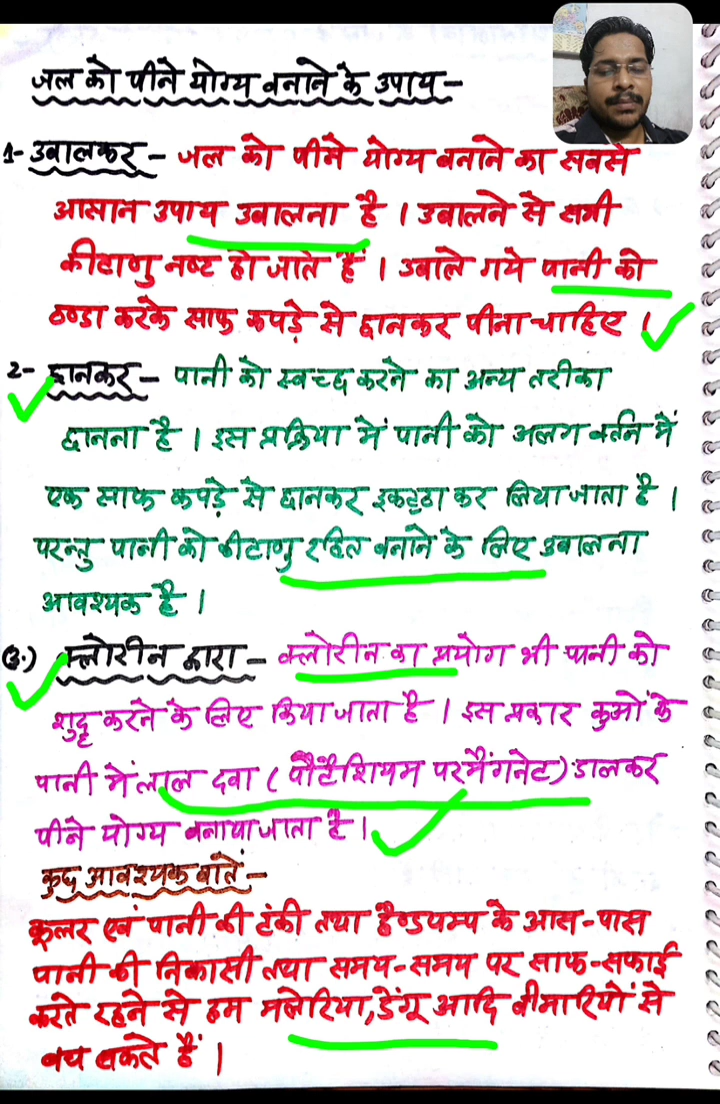 जल को पीने योग्य बनाने के उपाय -
1- उबालकर - जल को पीने योग्य बनाने का सबसे
आसान उपाय उबालना है । उबालने से सभी
कीटाणु नष्ट हो जाते हैं । उबाले गये पानी को
ठण्डा करके साफ कपड़े से छानकर पीना चाहिए ।
2- छानकर - पानी को स्वच्छ करने का अन्य तरीका
छानना है । इस प्रक्रिया में पानी को अलग बर्तन में
एक साफ कपड़े से छानकर इकट्ठा कर लिया जाता है ।
परन्तु पानी को कीटाणु रहित बनाने के लिए उबालना
आवश्यक है ।
(3.) क्लोरीन द्वारा - क्लोरीन का प्रयोग भी पानी को
शुद्ध करने के लिए किया जाता है । इस प्रकार कुओं के
पानी में लाल दवा ( पौटैशियम परमैंगनेट ) डालकर
पीने योग्य बनाया जाता है ।
कुछ आवश्यक बातें -
कूलर एवं पानी की टंकी तथा हैण्डपम्प के आस-पास
पानी की निकासी तथा समय-समय पर साफ-सफाई
करते रहने से हम मलेरिया, डेंगू आदि बीमारियों से
बच सकते हैं ।